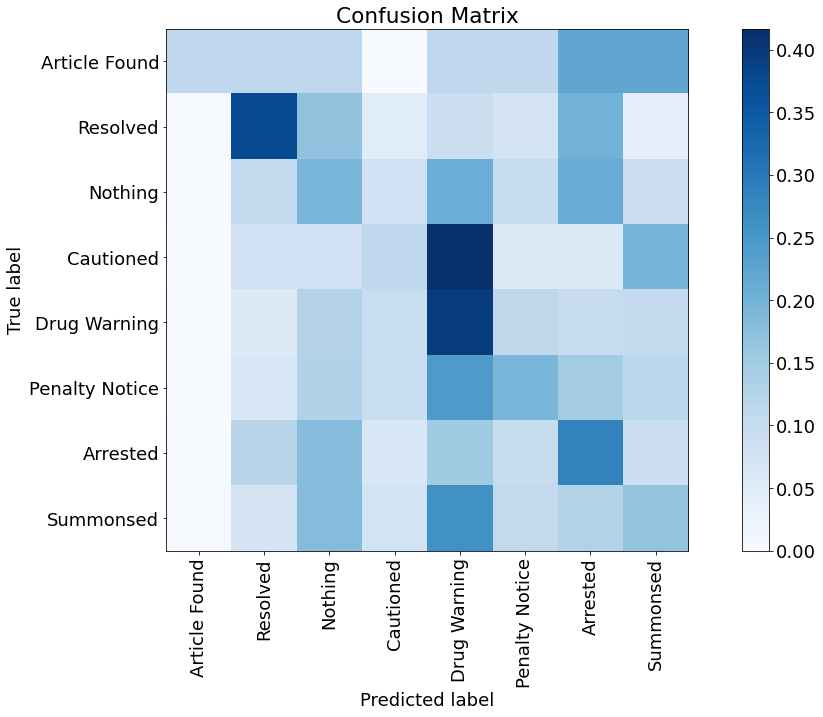 Confusion Matrix
True label
Article Found
Resolved
Nothing
Cautioned
Drug Warning
Penalty Notice
Arrested
Summonsed
Article Found
Resolved
Nothing
Cautioned
Drug Warning
Penalty Notice
Arrested
Summonsed
Predicted label
0.40
0.35
0.30
0.25
0.20
0.15
0.10
0.05
0.00